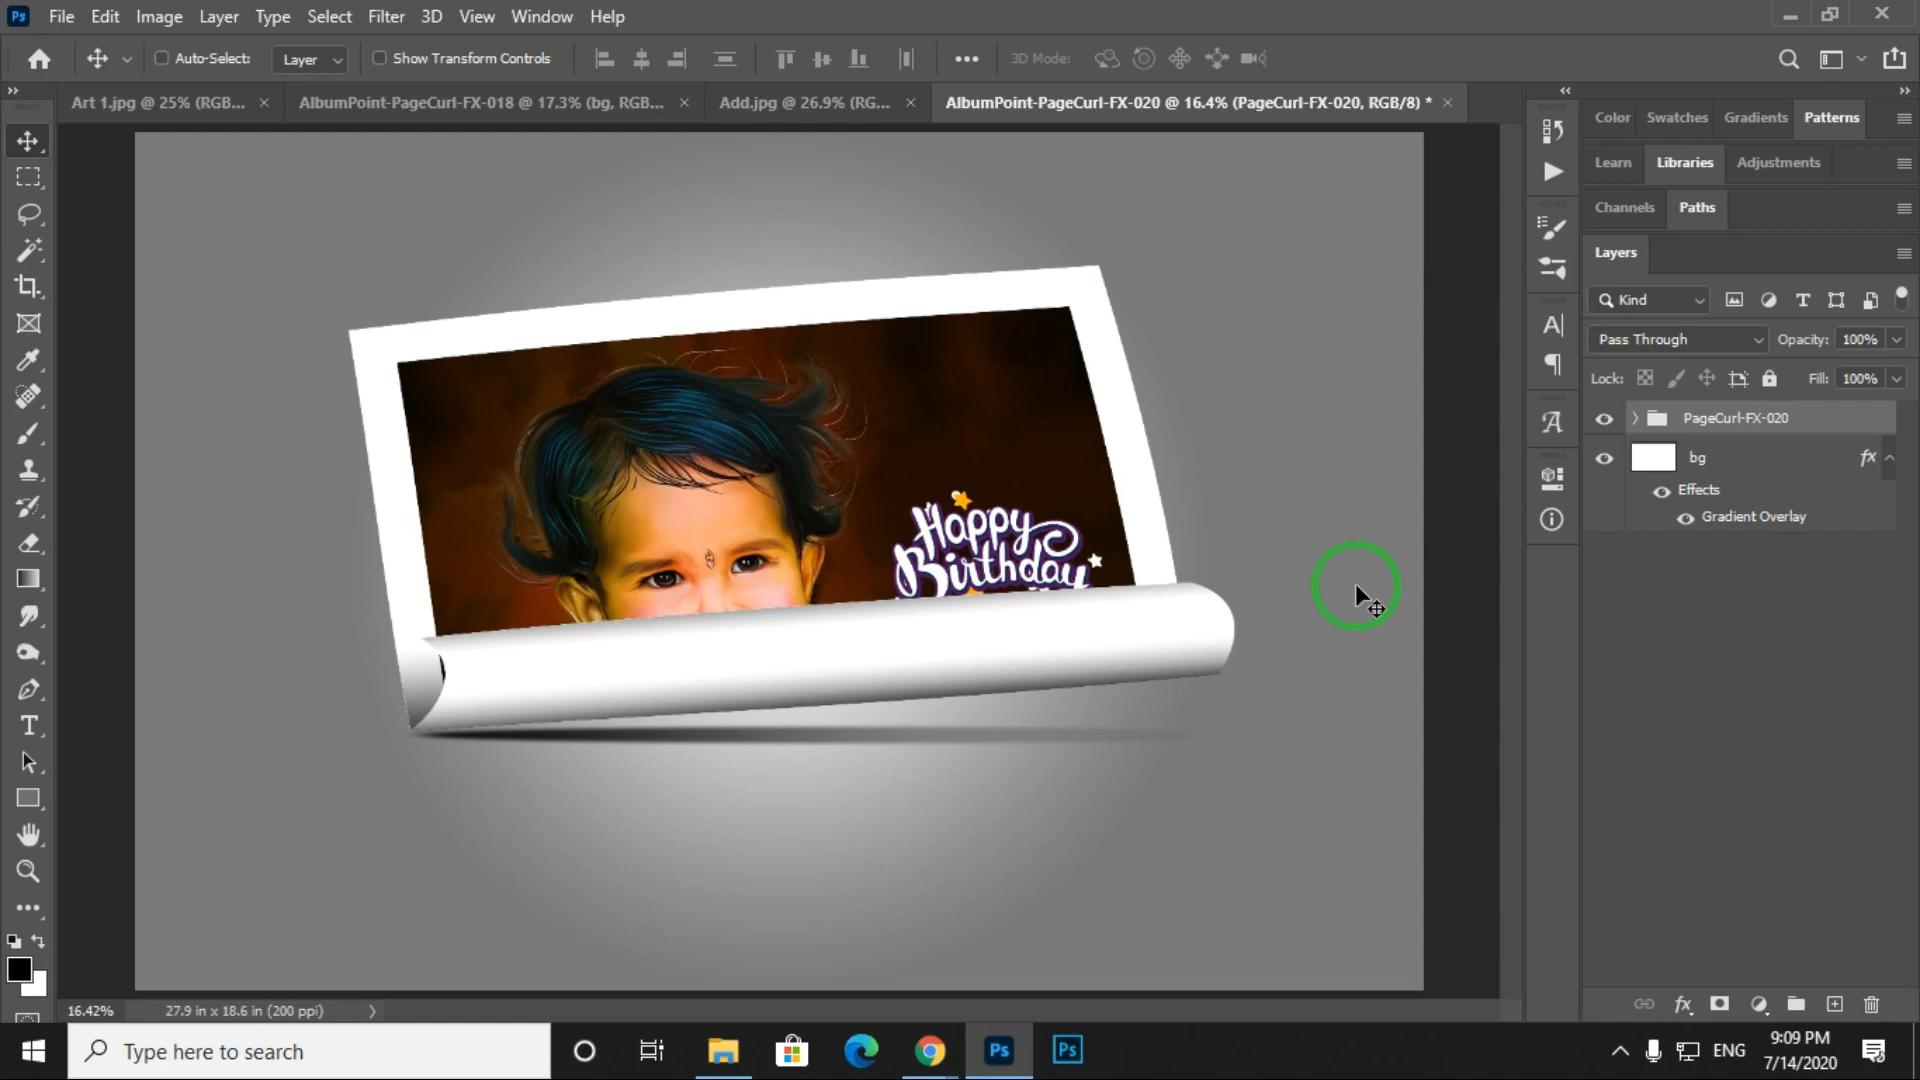 Ps File Edit Image Layer Type Select Filter 3D View Window Help
Auto-Select: Layer Show Transform Controls 3D Mode:
Art 1.jpg @ 25% (RGB... AlbumPoint-PageCurl-FX-018 @ 17.3% (bg, RGB... Add.jpg @ 26.9% (RG... AlbumPoint-PageCurl-FX-020 @ 16.4% (PageCurl-FX-020, RGB/8) *
Color Swatches Gradients Patterns
Learn Libraries Adjustments
Channels Paths
Layers
Kind
Pass Through Opacity: 100%
Lock: Fill: 100%
PageCurl-FX-020
bg fx
Effects
Gradient Overlay
Happy
Birthday
16.42% 27.9 in x 18.6 in (200 ppi)
Type here to search
Ps
Ps
ENG
9:09 PM
7/14/2020